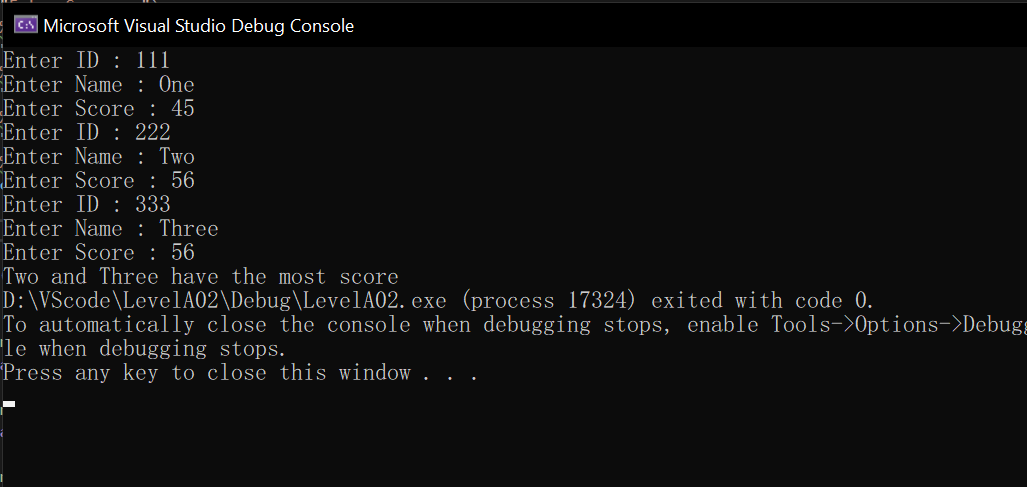 Microsoft Visual Studio Debug Console
Enter ID : 111
Enter Name : One
Enter Score : 45
Enter ID : 222
Enter Name : Two
Enter Score : 56
Enter ID : 333
Enter Name : Three
Enter Score : 56
Two and Three have the most score
D:\VScode\LevelA02\Debug\LevelA02.exe (process 17324) exited with code 0.
To automatically close the console when debugging stops, enable Tools->Options->Debugg
le when debugging stops.
Press any key to close this window . . .